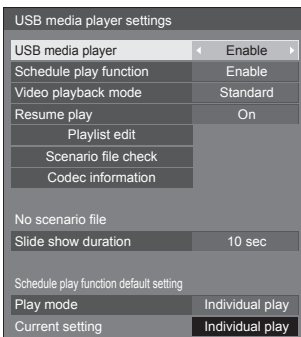 USB media player settings
USB media player Enable
Schedule play function Enable
Video playback mode Standard
Resume play On
Playlist edit
Scenario file check
Codec information
No scenario file
Slide show duration 10 sec
Schedule play function default setting
Play mode Individual play
Current setting Individual play